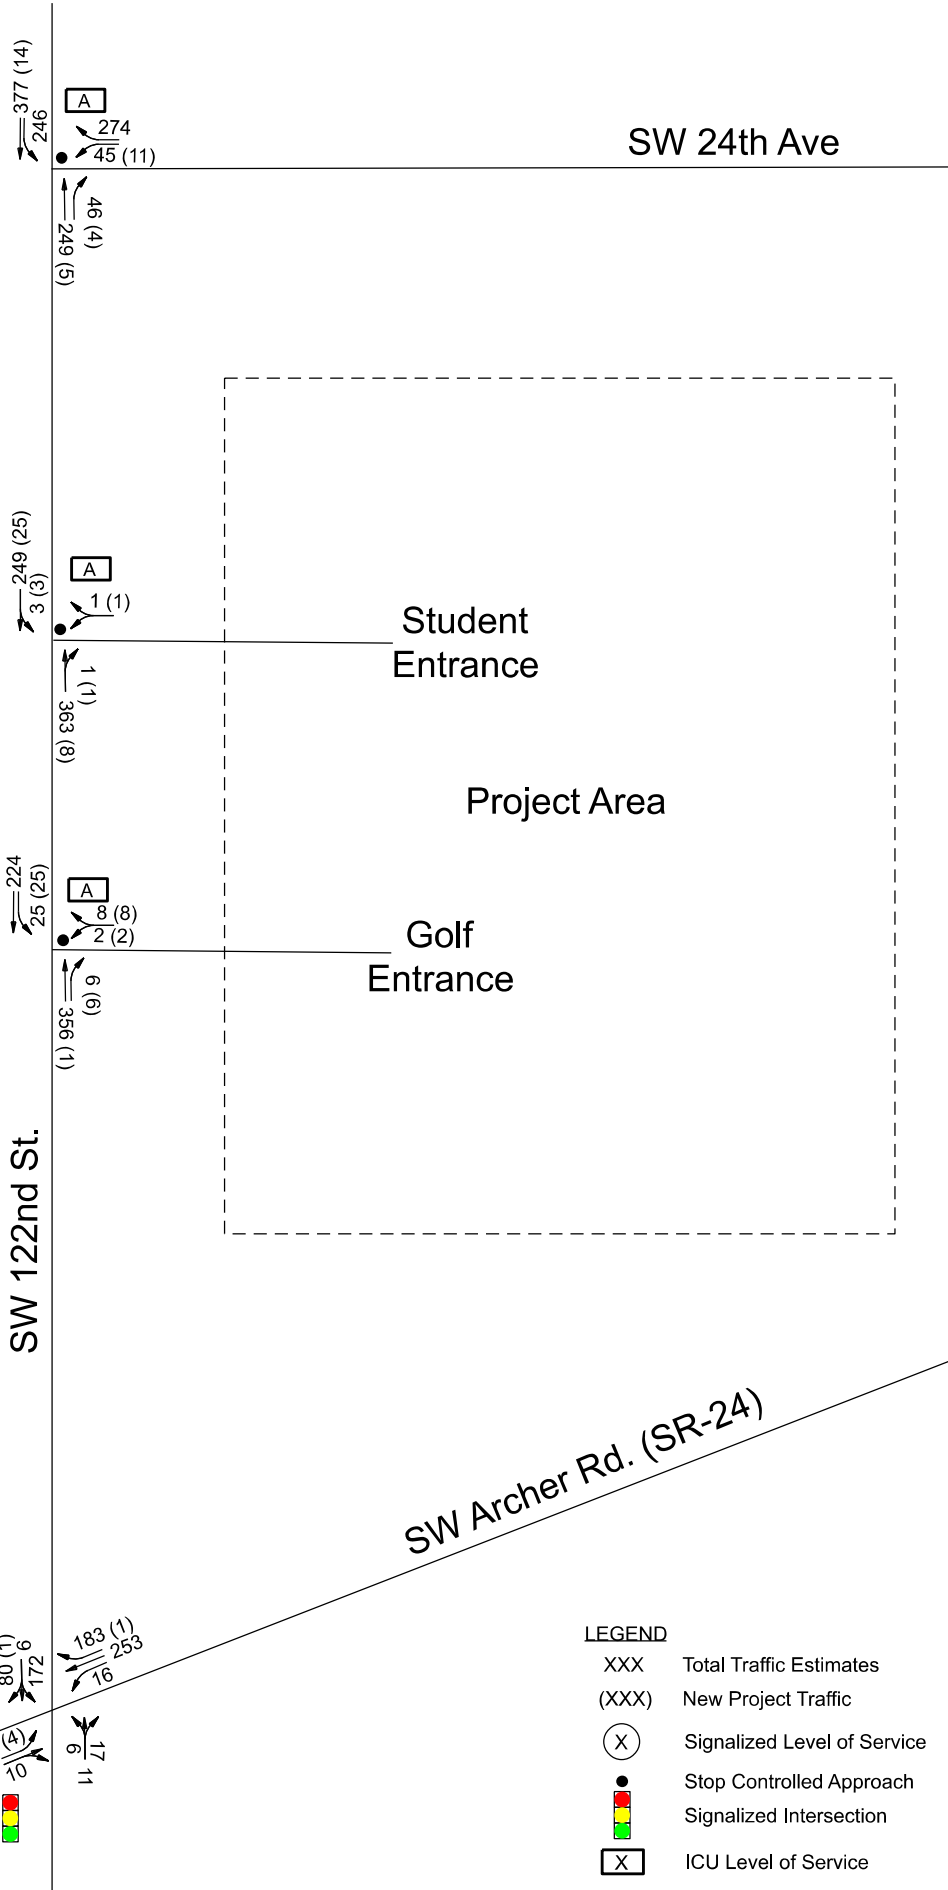 377 (14)
246
A
274
45 (11)
SW 24th Ave
46 (4)
249 (5)
249 (25)
3 (3)
A
1 (1)
Student
Entrance
1 (1)
363 (8)
Project Area
224
25 (25)
A
8 (8)
2 (2)
Golf
Entrance
6 (6)
356 (1)
SW 122nd St.
SW Archer Rd. (SR-24)
80 (1)
6
172
183 (1)
253
16
(4)
10
6
17
11
LEGEND
XXX Total Traffic Estimates
(XXX) New Project Traffic
X Signalized Level of Service
Stop Controlled Approach
Signalized Intersection
X ICU Level of Service